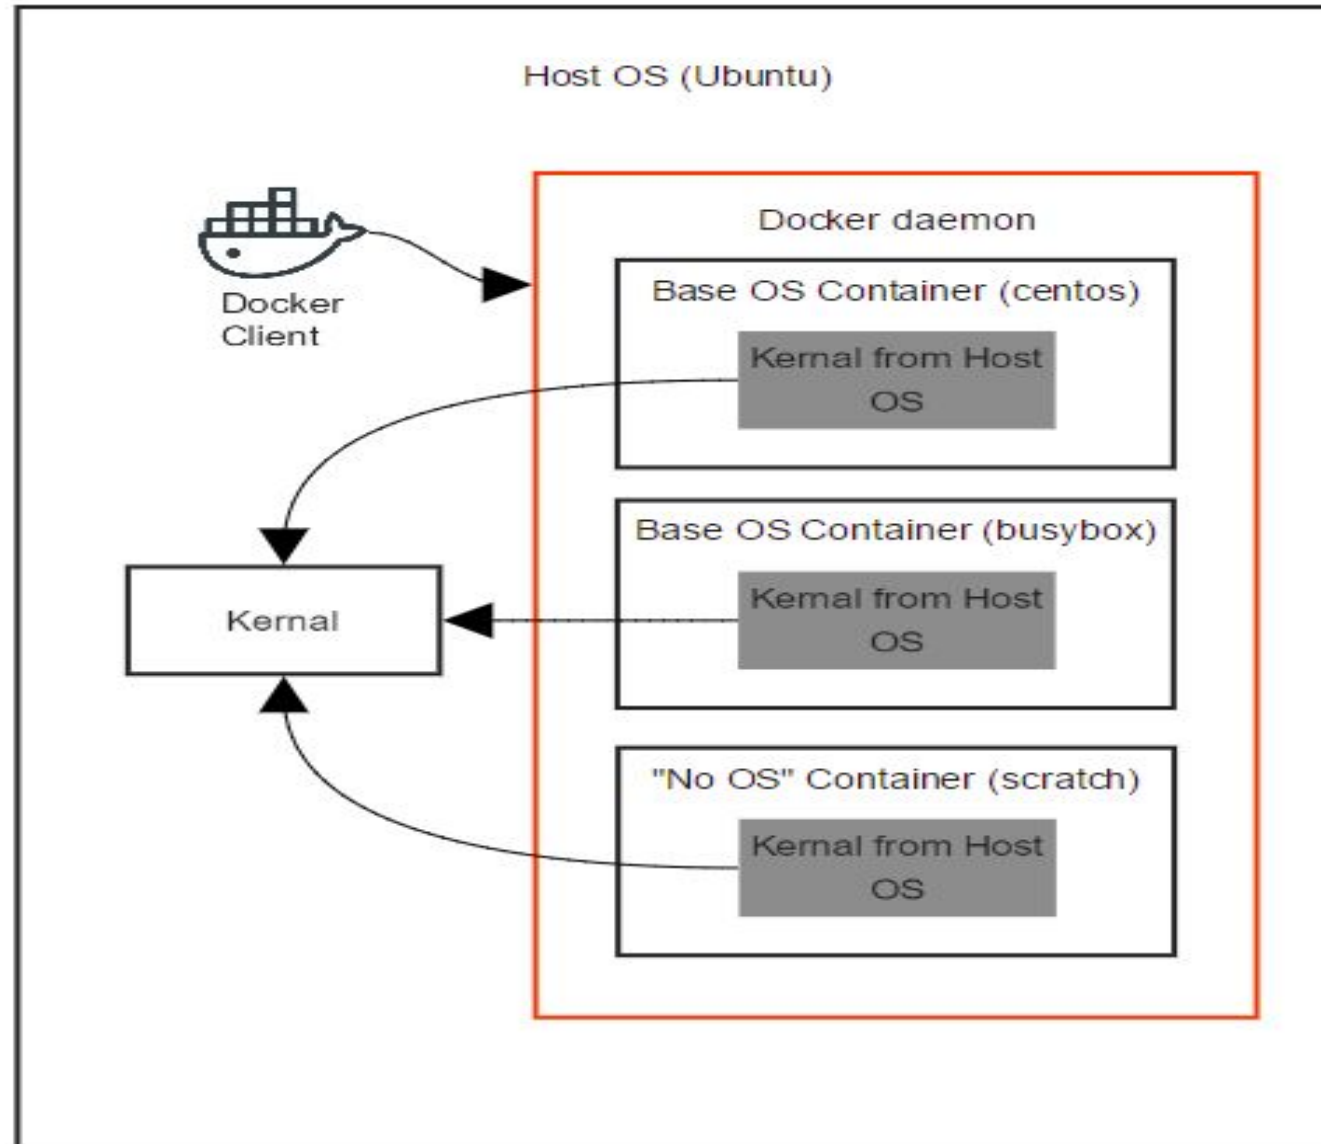 Host OS (Ubuntu)
Docker
Client
Docker daemon
Base OS Container (centos)
Kernal from Host
OS
Base OS Container (busybox)
Kernal from Host
OS
Kernal
"No OS" Container (scratch)
Kernal from Host
OS